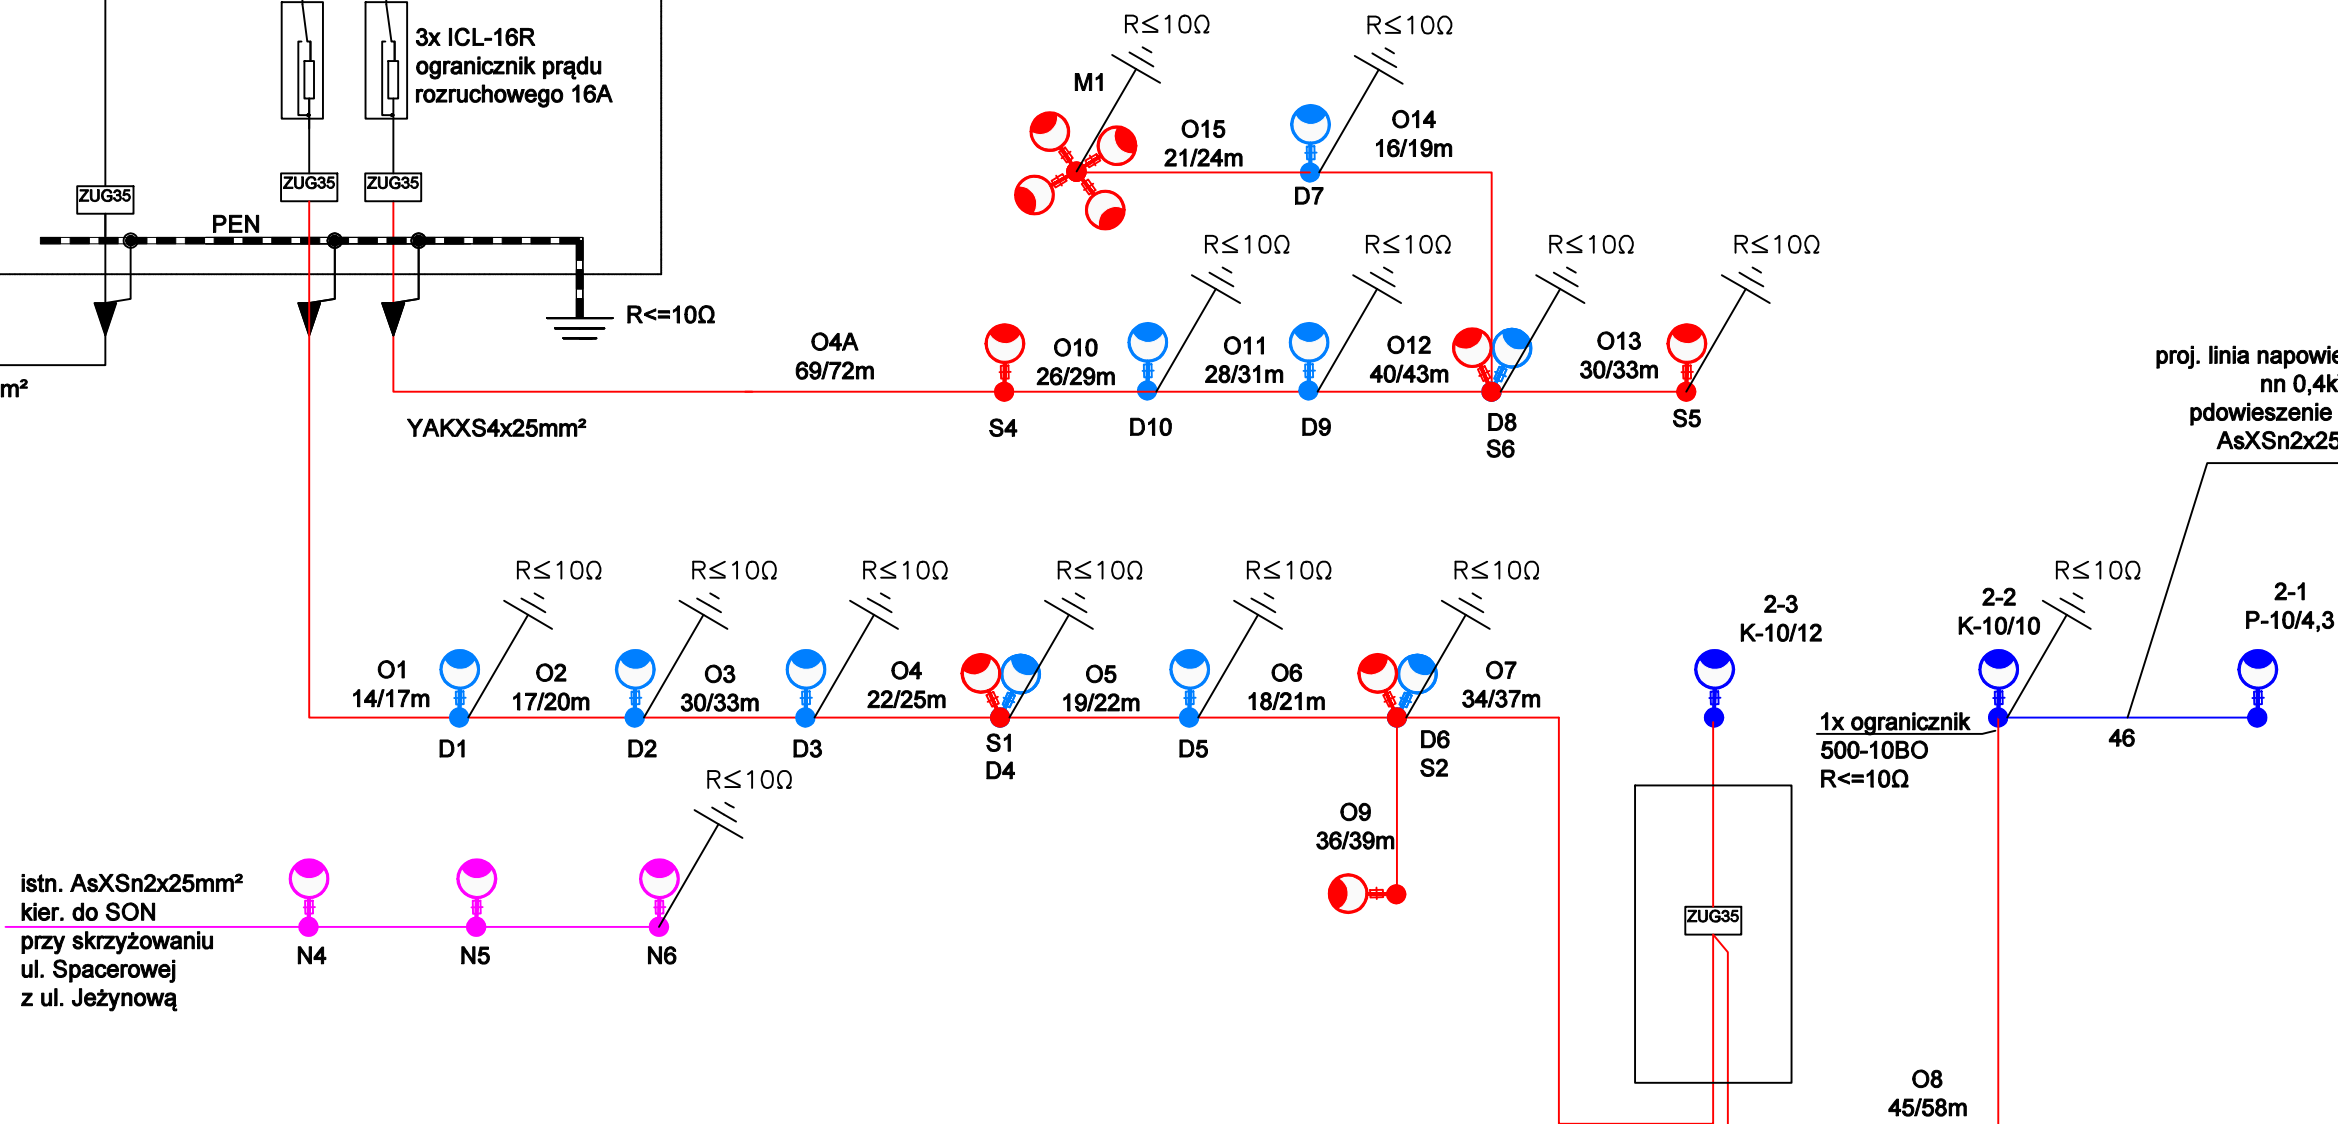 3x ICL-16R
ogranicznik prądu
rozruchowego 16A
ZUG35
ZUG35
ZUG35
PEN
R<=10Ω
m²
YAKXS4x25mm²
R≤10Ω
R≤10Ω
M1
O15
21/24m
O14
16/19m
D7
R≤10Ω
R≤10Ω
R≤10Ω
R≤10Ω
O4A
69/72m
O10
26/29m
O11
28/31m
O12
40/43m
O13
30/33m
S4
D10
D9
D8
S6
S5
proj. linia napowie
nn 0,4k
pdowieszenie
AsXSn2x25
R≤10Ω
R≤10Ω
R≤10Ω
R≤10Ω
R≤10Ω
R≤10Ω
R≤10Ω
O1
14/17m
O2
17/20m
O3
30/33m
O4
22/25m
O5
19/22m
O6
18/21m
O7
34/37m
2-3
K-10/12
2-2
K-10/10
2-1
P-10/4,3
D1
D2
D3
S1
D4
D5
D6
S2
1x ogranicznik
500-10BO
R<=10Ω
46
R≤10Ω
O9
36/39m
istn. AsXSn2x25mm²
kier. do SON
przy skrzyżowaniu
ul. Spacerowej
z ul. Jeżynową
N4
N5
N6
ZUG35
O8
45/58m